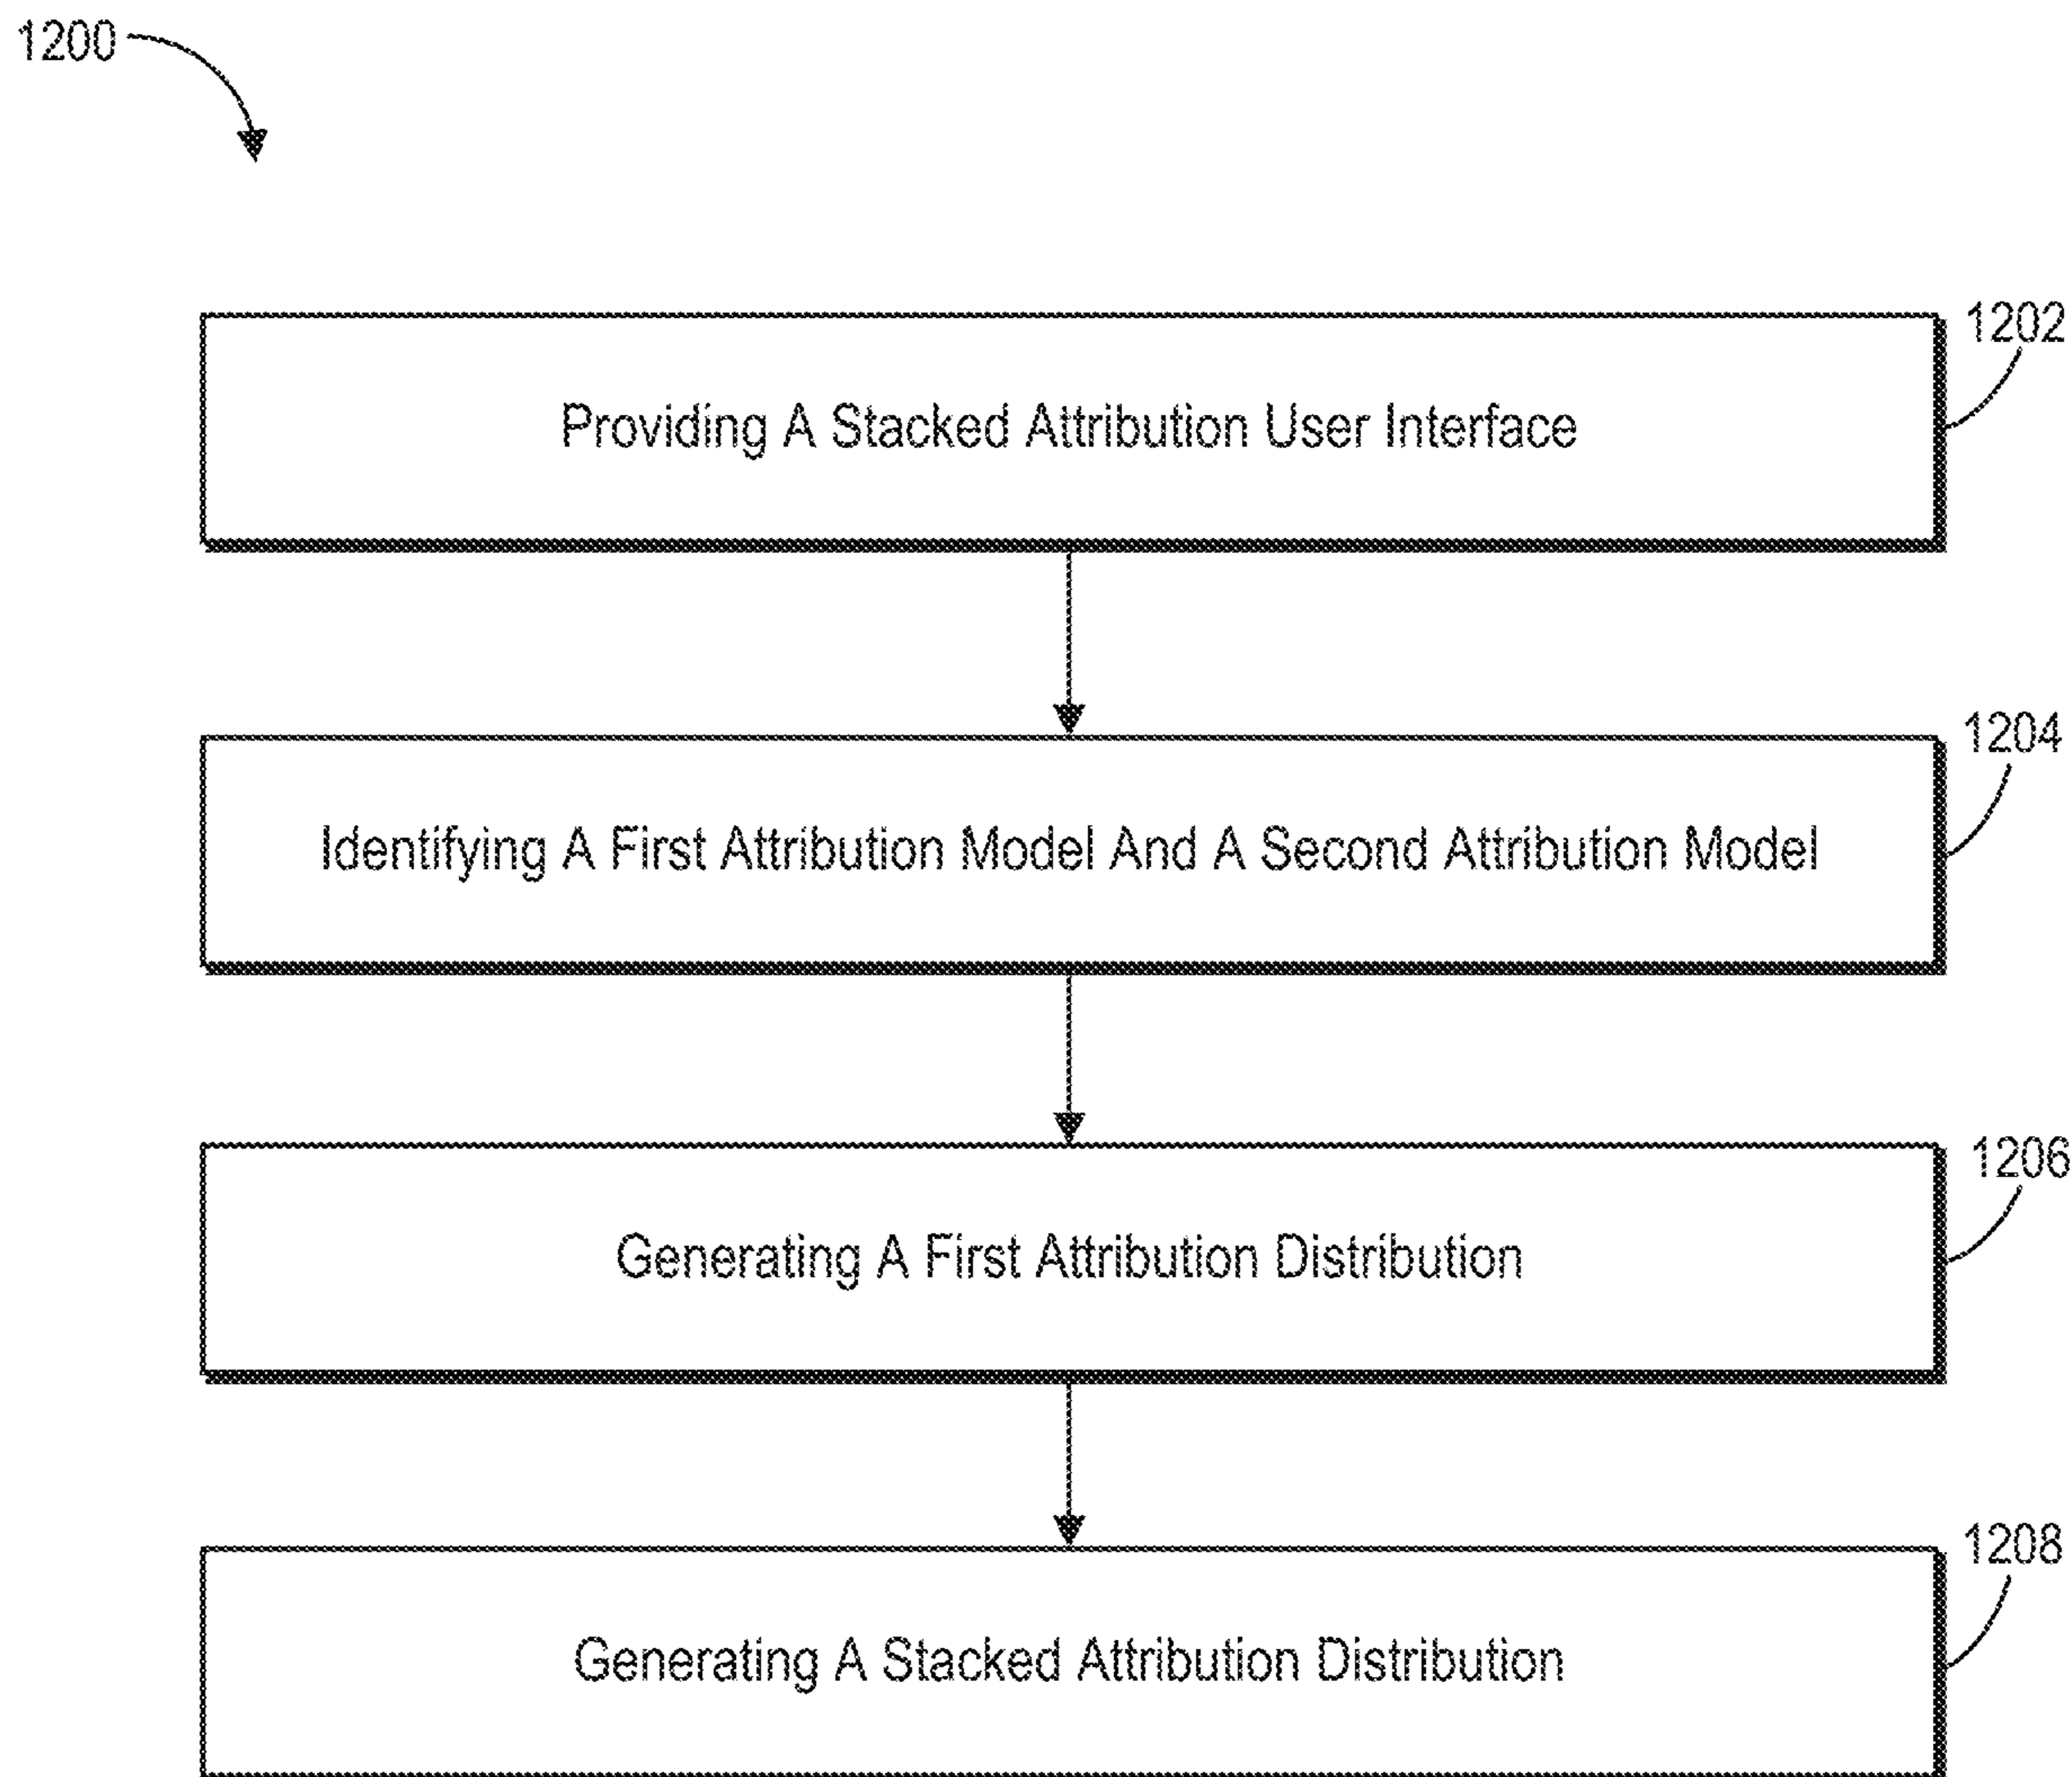 1200
1202
Providing A Stacked Attribution User Interface
1204
Identifying A First Attribution Model And A Second Attribution Model
1206
Generating A First Attribution Distribution
1208
Generating A Stacked Attribution Distribution